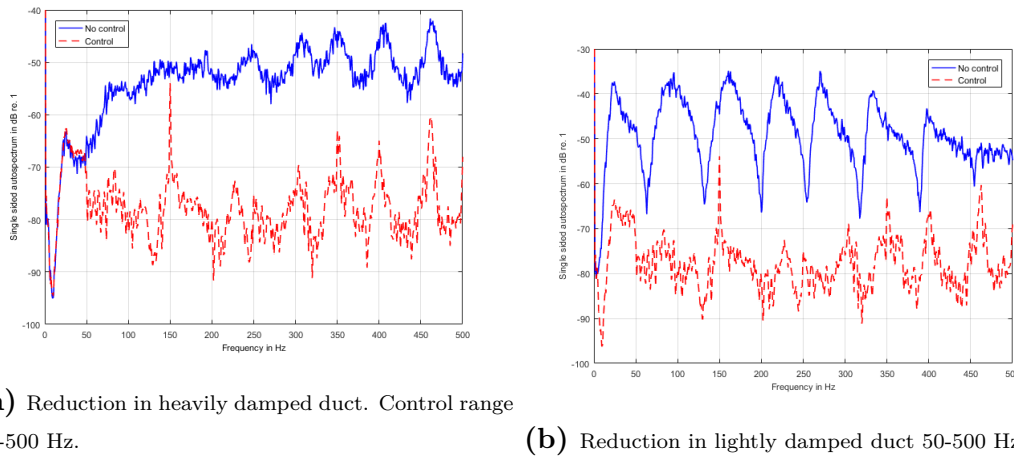 -40
-50
-60
-70
-80
-90
-100
0 50 100 150 200 250 300 350 400 450 500
Single sided autospectrum in dB re. 1
Frequency in Hz
No control
Control
-30
-40
-50
-60
-70
-80
-90
-100
0 50 100 150 200 250 300 350 400 450 500
Single sided autospectrum in dB re. 1
Frequency in Hz
No control
Control
) Reduction in heavily damped duct. Control range
-500 Hz.
(b) Reduction in lightly damped duct 50-500 Hz